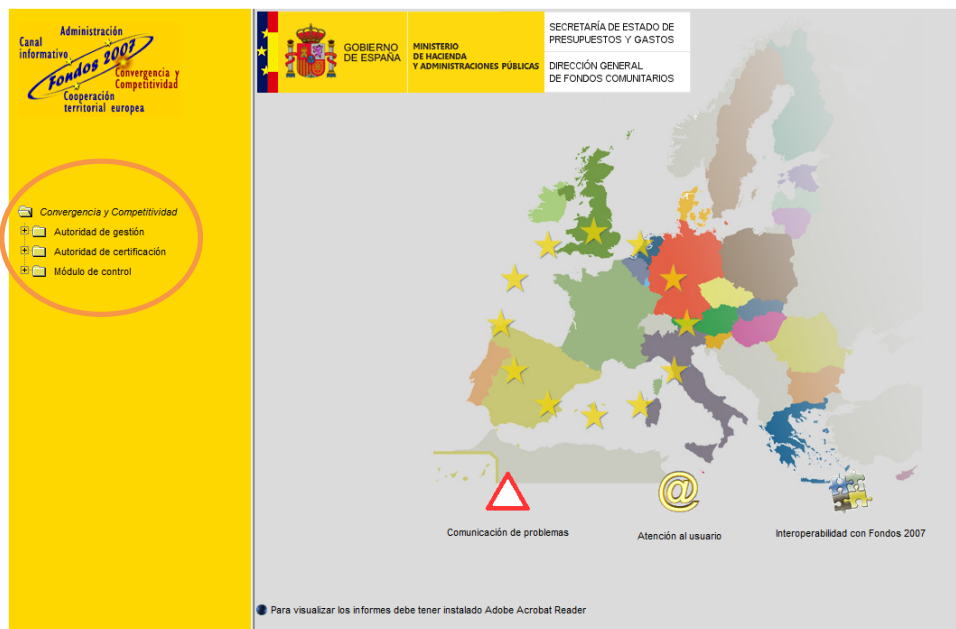 Administración
Canal
informativo
Fondos 2007
Convergencia y
Competitividad
Cooperación
territorial europea
Convergencia y Competitividad
Autoridad de gestión
Autoridad de certificación
Módulo de control
GOBIERNO
DE ESPAÑA
MINISTERIO
DE HACIENDA
Y ADMINISTRACIONES PÚBLICAS
SECRETARÍA DE ESTADO DE
PRESUPUESTOS Y GASTOS
DIRECCIÓN GENERAL
DE FONDOS COMUNITARIOS
@
Comunicación de problemas
Atención al usuario
Interoperabilidad con Fondos 2007
Para visualizar los informes debe tener instalado Adobe Acrobat Reader